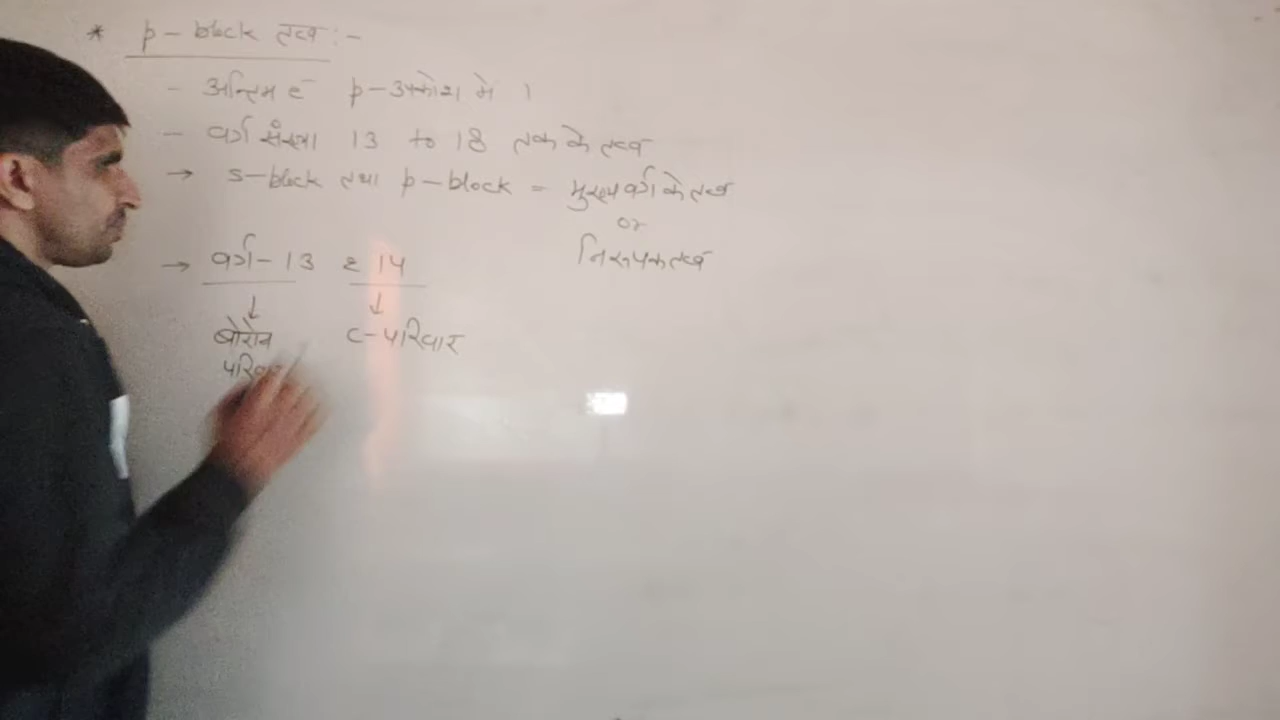 * p-block तत्व :-
- अन्तिम e⁻ p-उपकोश में ।
- वर्ग संख्या 13 to 18 तक के तत्व
→ s-block तथा p-block = मुख्य वर्ग के तत्व
or
निरूपक तत्व
→ वर्ग-13 & 14
↓ ↓
बोरोन C-परिवार